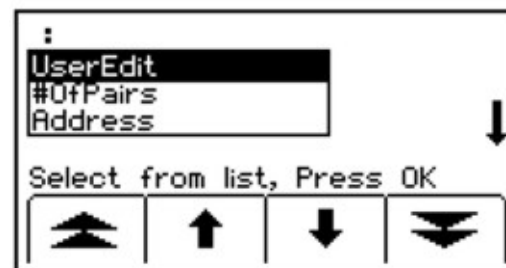 :
UserEdit
#OfPairs
Address
Select from list, Press OK